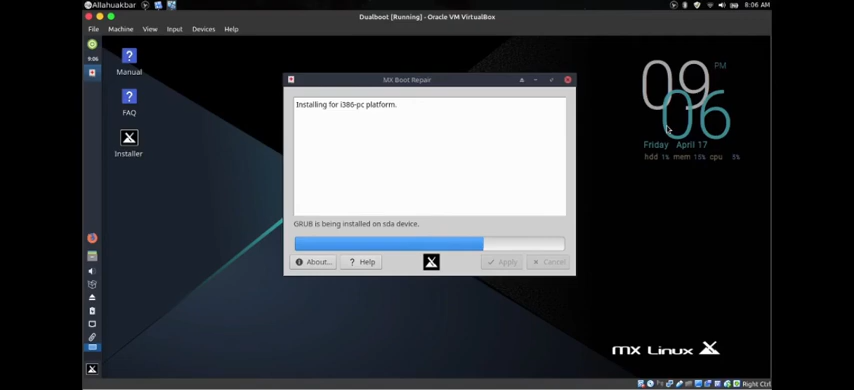 Allahuakbar
8:06 AM
Dualboot [Running] - Oracle VM VirtualBox
File Machine View Input Devices Help
9:06
Manual
FAQ
Installer
MX Boot Repair
Installing for i386-pc platform.
GRUB is being installed on sda device.
About...
Help
Apply
Cancel
09 PM
06
Friday April 17
hdd 1% mem 15% cpu 5%
mx Linux
Right Ctrl